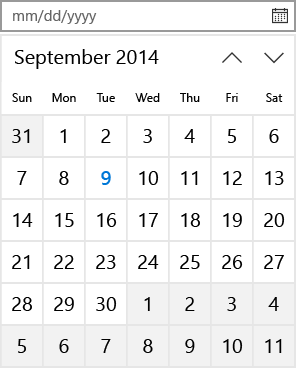 mm/dd/yyyy
September 2014
Sun Mon Tue Wed Thu Fri Sat
31 1 2 3 4 5 6
7 8 9 10 11 12 13
14 15 16 17 18 19 20
21 22 23 24 25 26 27
28 29 30 1 2 3 4
5 6 7 8 9 10 11